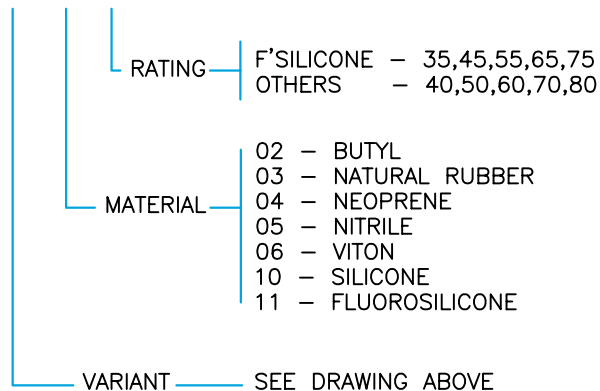 RATING
F'SILICONE – 35,45,55,65,75
OTHERS – 40,50,60,70,80
MATERIAL
02 – BUTYL
03 – NATURAL RUBBER
04 – NEOPRENE
05 – NITRILE
06 – VITON
10 – SILICONE
11 – FLUOROSILICONE
VARIANT
SEE DRAWING ABOVE